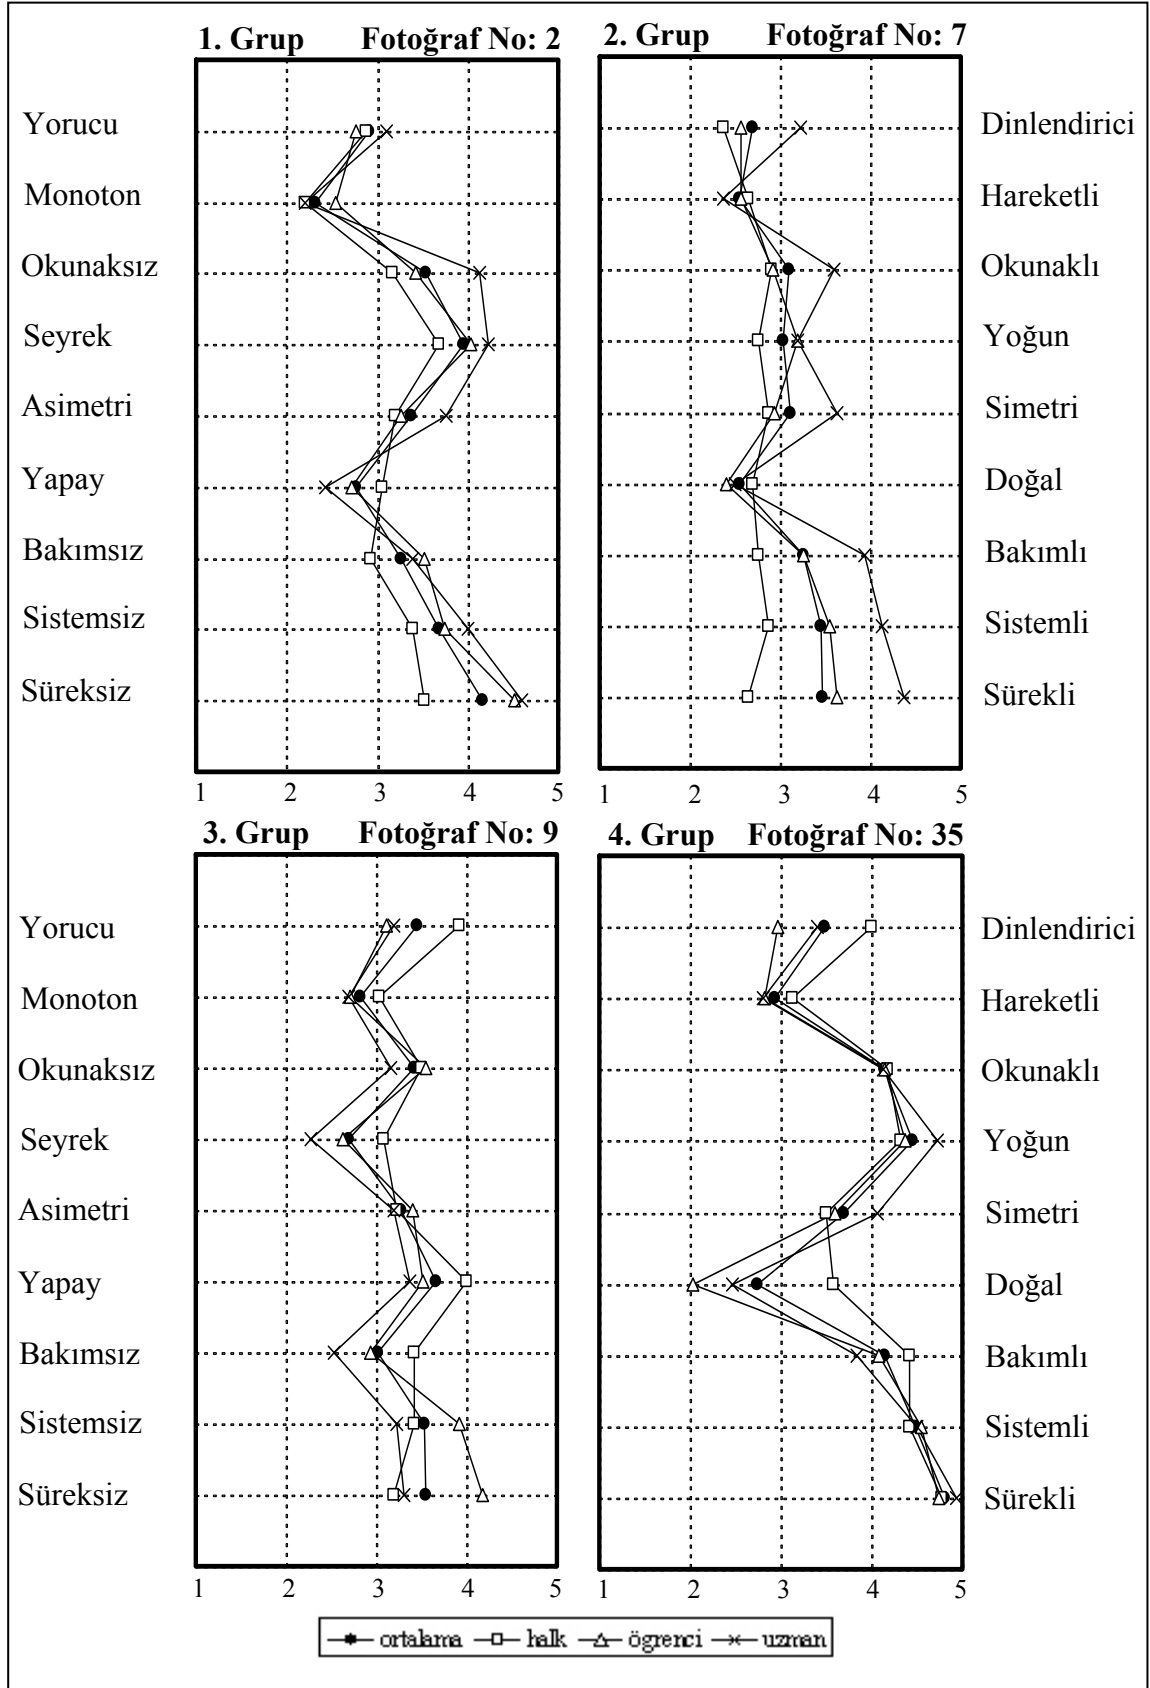 1. Grup Fotoğraf No: 2
2. Grup Fotoğraf No: 7
Yorucu
Dinlendirici
Monoton
Hareketli
Okunaksız
Okunaklı
Seyrek
Yoğun
Asimetri
Simetri
Yapay
Doğal
Bakımsız
Bakımlı
Sistemsiz
Sistemli
Süreksiz
Sürekli
1 2 3 4 5
1 2 3 4 5
3. Grup Fotoğraf No: 9
4. Grup Fotoğraf No: 35
Yorucu
Dinlendirici
Monoton
Hareketli
Okunaksız
Okunaklı
Seyrek
Yoğun
Asimetri
Simetri
Yapay
Doğal
Bakımsız
Bakımlı
Sistemsiz
Sistemli
Süreksiz
Sürekli
1 2 3 4 5
1 2 3 4 5
ortalama halk ögrenci uzman